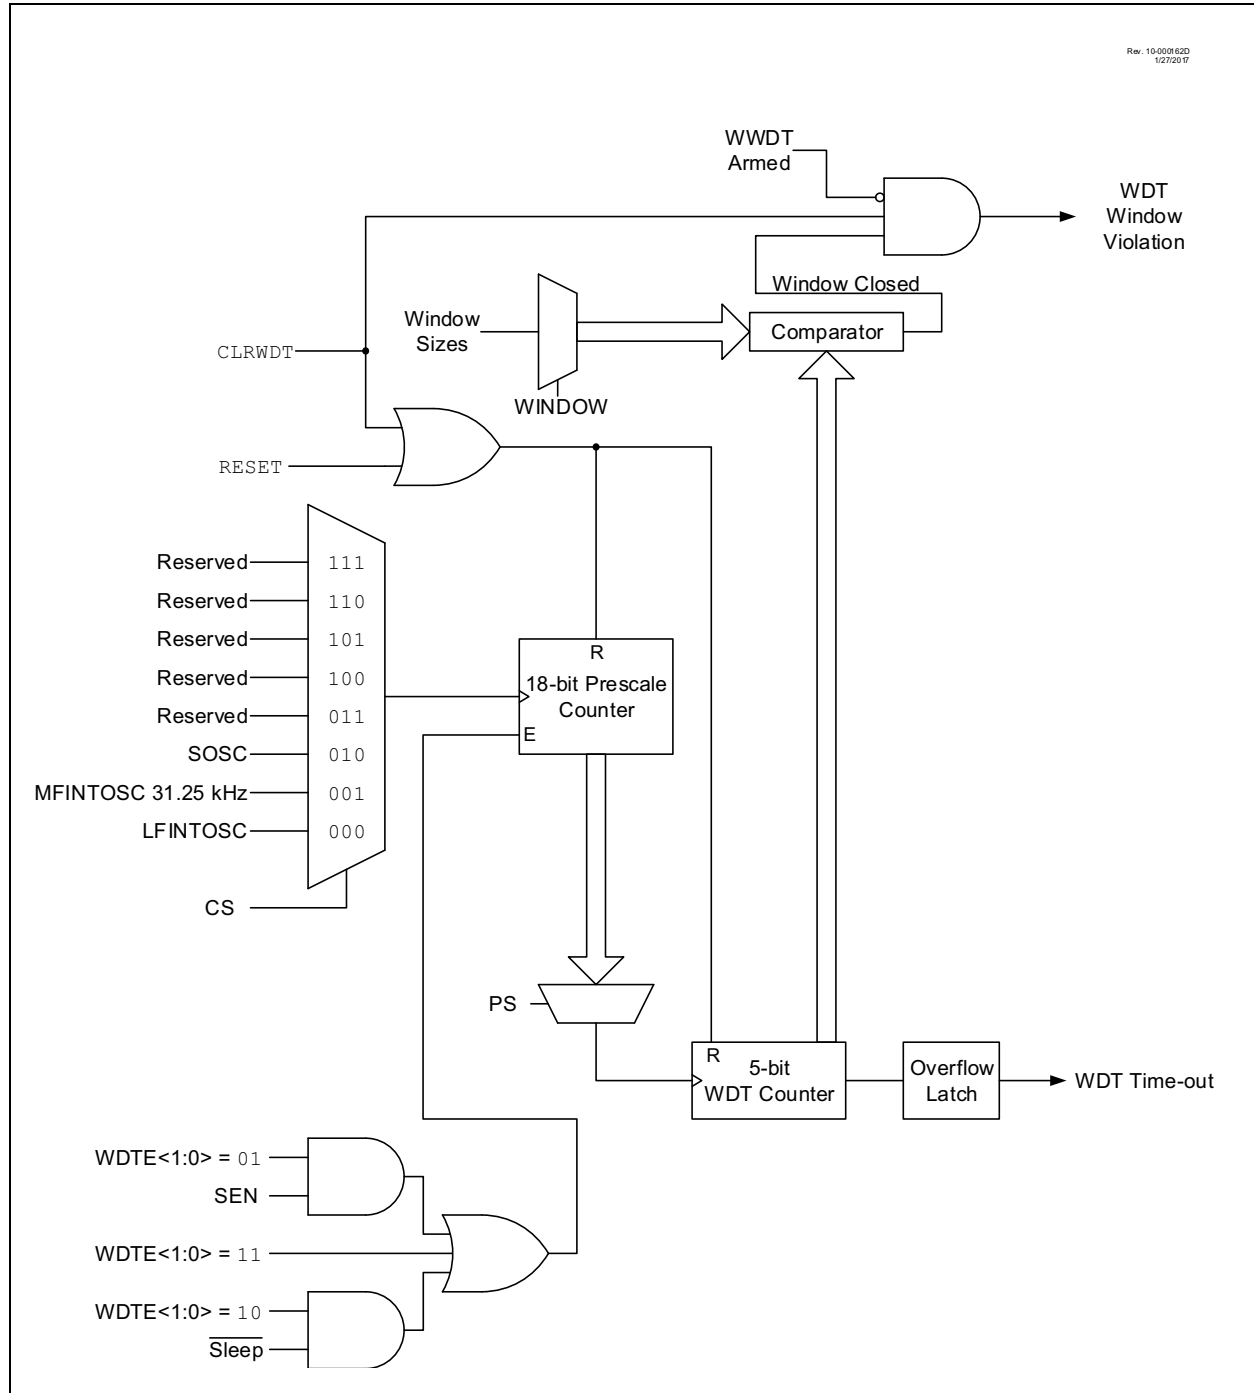 Rev. 10-000162D
1/27/2017
WWDT
Armed
WDT
Window
Violation
Window Closed
Window
Sizes
Comparator
CLRWDT
WINDOW
RESET
Reserved 111
Reserved 110
Reserved 101
Reserved 100
Reserved 011
SOSC 010
MFINTOSC 31.25 kHz 001
LFINTOSC 000
CS
R
18-bit Prescale
Counter
E
PS
R
5-bit
WDT Counter
Overflow
Latch
WDT Time-out
WDTE<1:0> = 01
SEN
WDTE<1:0> = 11
WDTE<1:0> = 10
Sleep